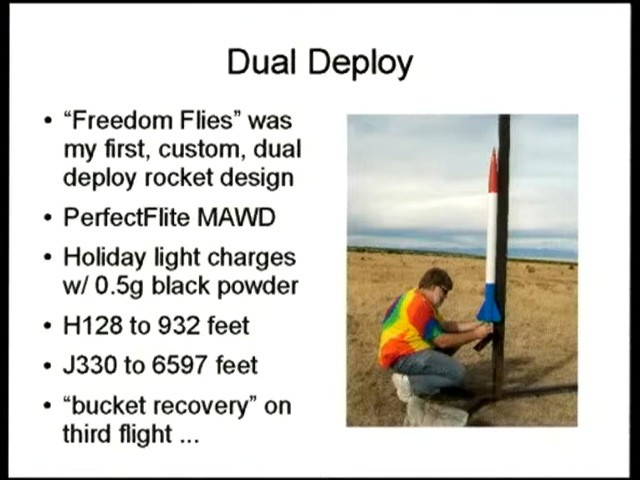 Dual Deploy
• “Freedom Flies” was
my first, custom, dual
deploy rocket design
• PerfectFlite MAWD
• Holiday light charges
w/ 0.5g black powder
• H128 to 932 feet
• J330 to 6597 feet
• “bucket recovery” on
third flight ...